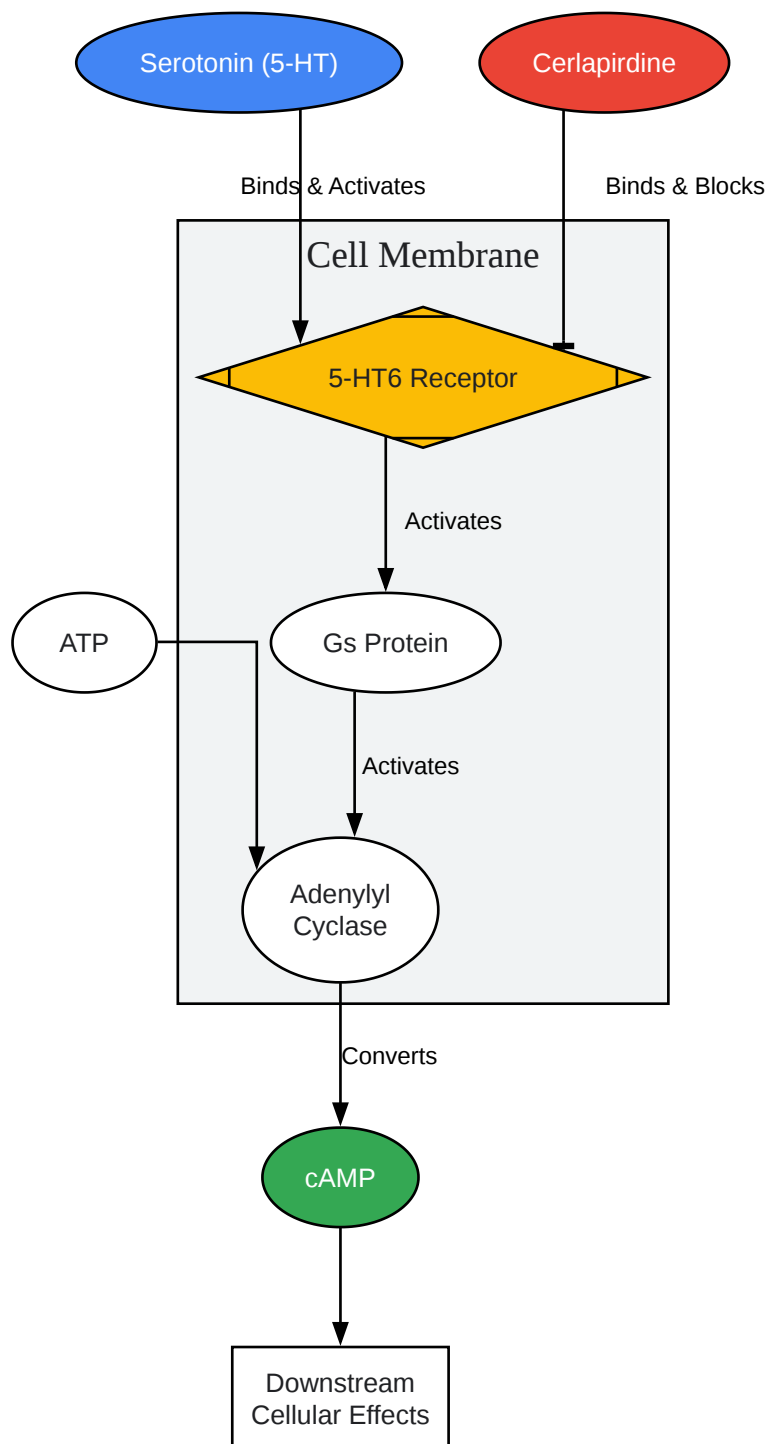 Serotonin (5-HT)
Cerlapirdine
Binds & Activates
Binds & Blocks
Cell Membrane
5-HT6 Receptor
Activates
ATP
Gs Protein
Activates
Adenylyl
Cyclase
Converts
cAMP
Downstream
Cellular Effects